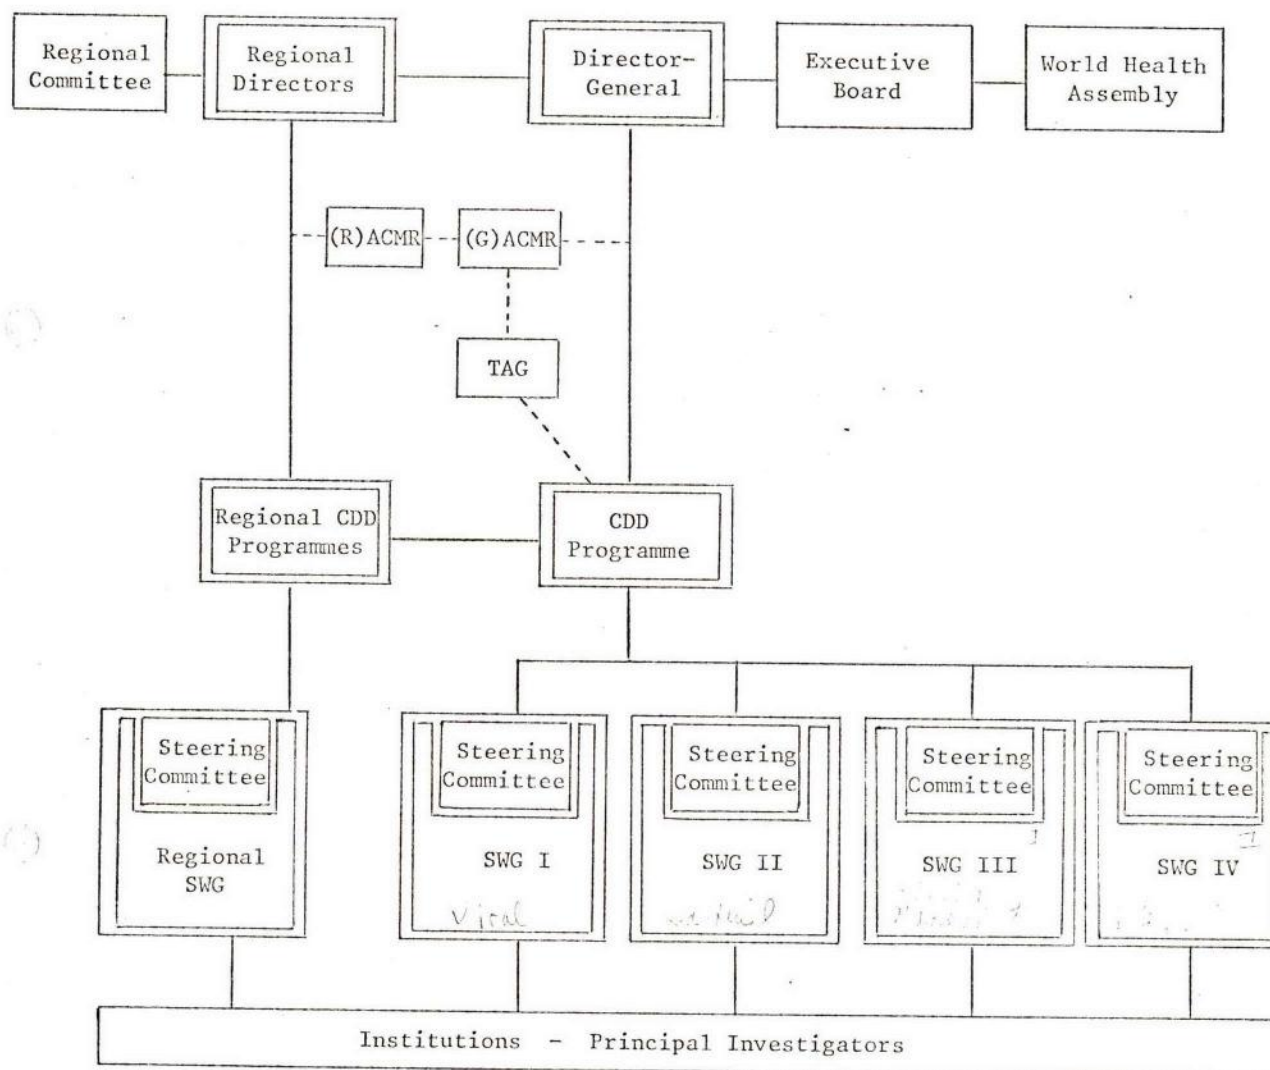 Regional
Committee
Regional
Directors
Director-
General
Executive
Board
World Health
Assembly
(R)ACMR
(G)ACMR
TAG
Regional CDD
Programmes
CDD
Programme
Steering
Committee
Regional
SWG
Steering
Committee
SWG I
Viral
Steering
Committee
SWG II
Steering
Committee
SWG III
Steering
Committee
SWG IV
Institutions - Principal Investigators